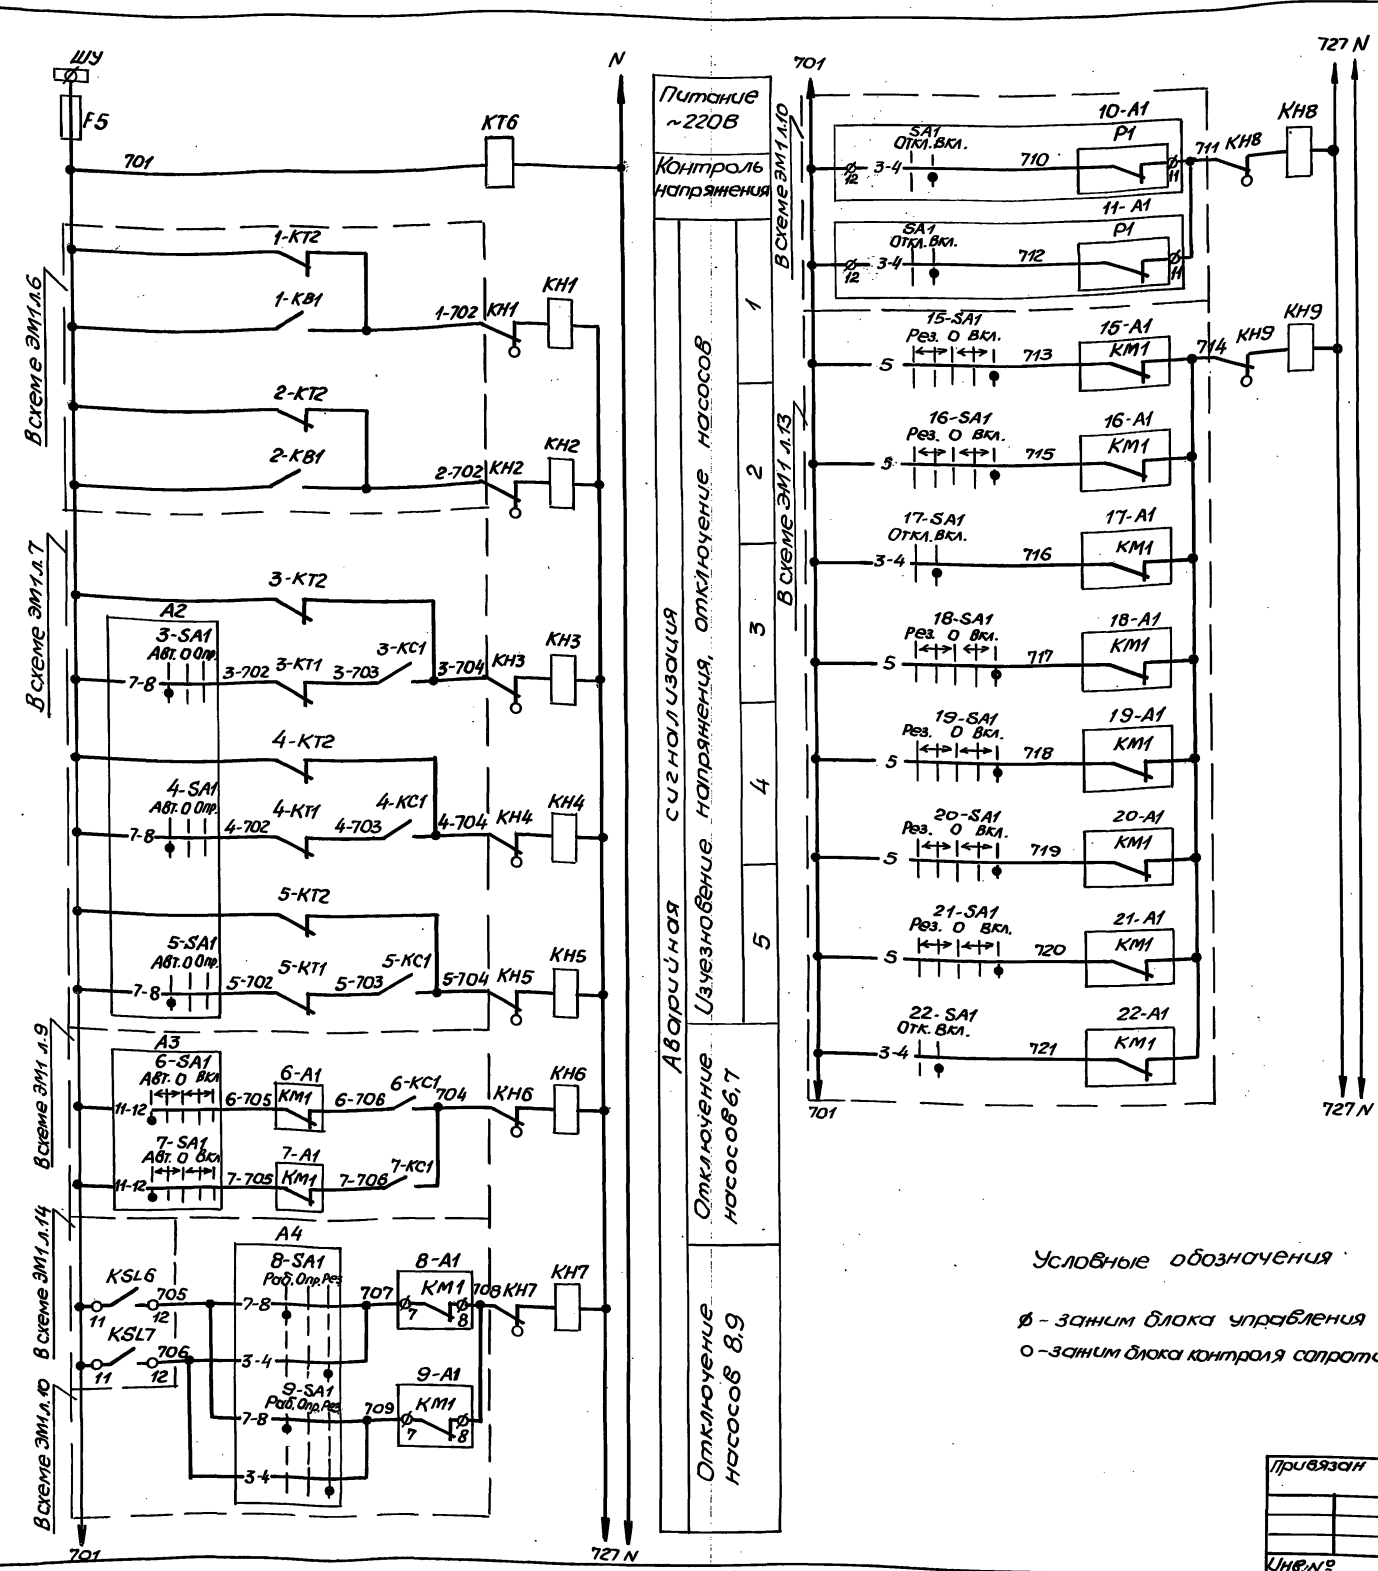 ШУ
F5
701
КТ6
N
В схеме ЭМ1 л.6
1-КТ2
1-КВ1
1-702
КН1
КН1
2-КТ2
2-КВ1
2-702
КН2
КН2
В схеме ЭМ1 л.7
А2
3-КТ2
3-SA1
Авт. О Опр.
7-8
3-702
3-КТ1
3-703
3-КС1
3-704
КН3
КН3
4-КТ2
4-SA1
Авт. О Опр.
7-8
4-702
4-КТ1
4-703
4-КС1
4-704
КН4
КН4
5-КТ2
5-SA1
Авт. О Опр.
7-8
5-702
5-КТ1
5-703
5-КС1
5-704
КН5
КН5
В схеме ЭМ1 л.9
А3
6-SA1
Авт. О Вкл
11-12
6-705
6-А1
КМ1
6-706
6-КС1
704
КН6
КН6
7-SA1
Авт. О Вкл
11-12
7-705
7-А1
КМ1
7-706
7-КС1
В схеме ЭМ1 л.14
В схеме ЭМ1 л.10
KSL6
11
12
705
KSL7
11
12
706
А4
8-SA1
Раб. Опр. Рез
7-8
3-4
707
8-А1
КМ1
7
8
708
КН7
КН7
9-SA1
Раб. Опр. Рез
7-8
3-4
709
9-А1
КМ1
7
8
701
727 N
Питание
~220В
Контроль
напряжения
Аварийная сигнализация
Изчезновение напряжения, отключение насосов
1
2
3
4
5
Отключение
насосов 6,7
Отключение
насосов 8,9
701
727 N
В схеме ЭМ1 л.10
10-А1
SA1
ОТКЛ. ВКЛ.
12
3-4
710
Р1
11
711
КН8
КН8
11-А1
SA1
ОТКЛ. ВКЛ.
12
3-4
712
Р1
11
В схеме ЭМ1 л.13
15-SA1
Рез. О ВКЛ.
5
713
15-А1
КМ1
714
КН9
КН9
16-SA1
Рез. О ВКЛ.
5
715
16-А1
КМ1
17-SA1
ОТКЛ. ВКЛ.
3-4
716
17-А1
КМ1
18-SA1
Рез. О ВКЛ.
5
717
18-А1
КМ1
19-SA1
Рез. О ВКЛ.
5
718
19-А1
КМ1
20-SA1
Рез. О ВКЛ.
5
719
20-А1
КМ1
21-SA1
Рез. О ВКЛ.
5
720
21-А1
КМ1
22-SA1
ОТК. ВКЛ.
3-4
721
22-А1
КМ1
701
727 N
Условные обозначения
ϕ - зажим блока управления
О - зажим блока контроля сопрото
Привязан
Инв.№